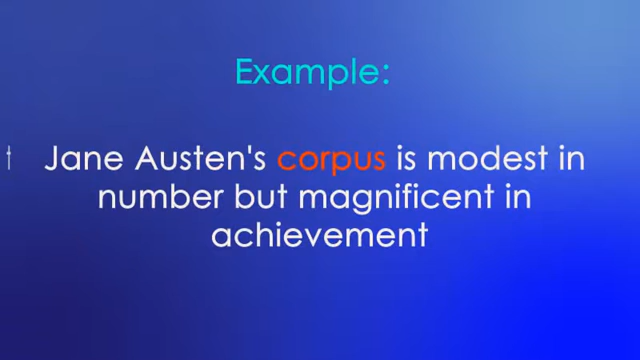 Example:
Jane Austen's corpus is modest in
number but magnificent in
achievement